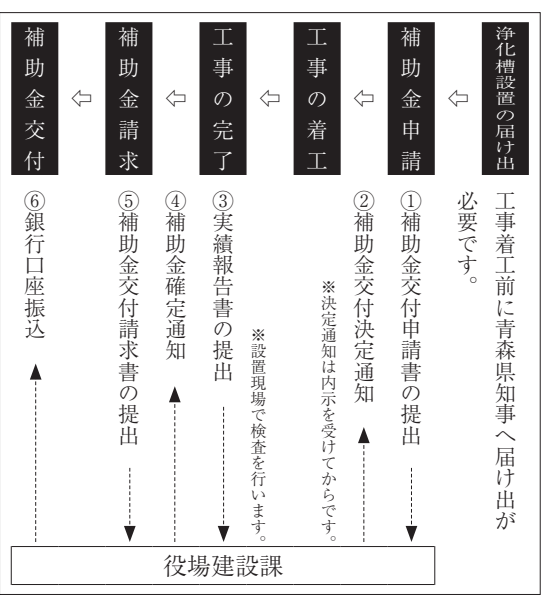 浄化槽設置の届け出
工事着工前に青森県知事へ届け出が
必要です。
⇦
補助金申請
①補助金交付申請書の提出
⇦
②補助金交付決定通知
※決定通知は内示を受けてからです。
工事の着工
⇦
※設置現場で検査を行います。
工事の完了
③実績報告書の提出
⇦
④補助金確定通知
補助金請求
⑤補助金交付請求書の提出
⇦
補助金交付
⑥銀行口座振込
役場建設課